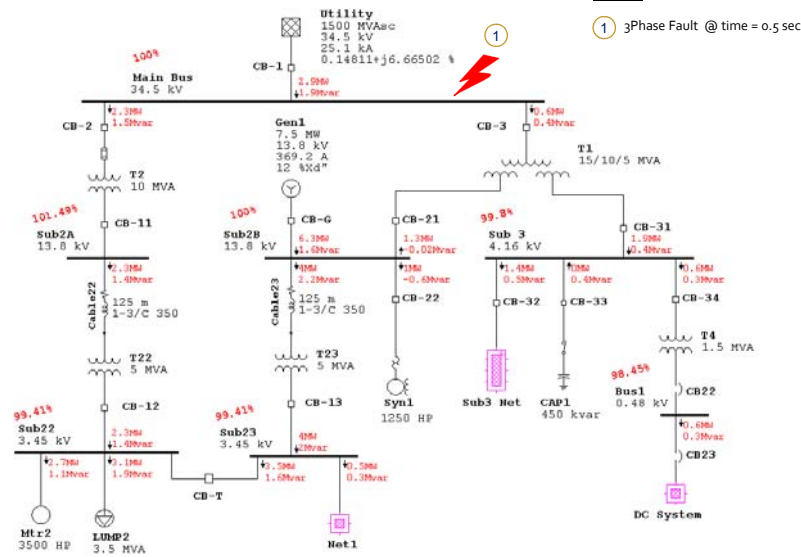 Utility
1500 MVAsc
34.5 kV
25.1 kA
0.14811+j6.66502 %
1
1 3Phase Fault @ time = 0.5 sec
100%
Main Bus
34.5 kV
CB-1
2.9MW
1.9Mvar
2.3MW
1.5Mvar
CB-2
Gen1
7.5 MW
13.8 kV
369.2 A
12 %Xd"
0.6MW
0.4Mvar
CB-3
T1
15/10/5 MVA
T2
10 MVA
101.49%
Sub2A
13.8 kV
CB-11
100%
Sub2B
13.8 kV
CB-G
6.3MW
1.6Mvar
CB-21
1.3MW
-0.02Mvar
99.8%
Sub 3
4.16 kV
CB-31
1.9MW
0.4Mvar
2.3MW
1.4Mvar
4MW
2.2Mvar
1MW
-0.6Mvar
1.4MW
0.5Mvar
0MW
0.4Mvar
0.6MW
0.3Mvar
Cable22
125 m
1-3/C 350
Cable23
125 m
1-3/C 350
CB-22
CB-32
CB-33
CB-34
T22
5 MVA
T23
5 MVA
T4
1.5 MVA
Syn1
1250 HP
Sub3 Net
CAP1
450 kvar
98.45%
Bus1
0.48 kV
CB22
0.6MW
0.3Mvar
CB23
DC System
99.41%
Sub22
3.45 kV
CB-12
2.3MW
1.4Mvar
99.41%
Sub23
3.45 kV
CB-13
4MW
2Mvar
2.7MW
1.1Mvar
3.1MW
1.9Mvar
CB-T
3.5MW
1.6Mvar
0.5MW
0.3Mvar
Mtr2
3500 HP
LUMP2
3.5 MVA
Net1